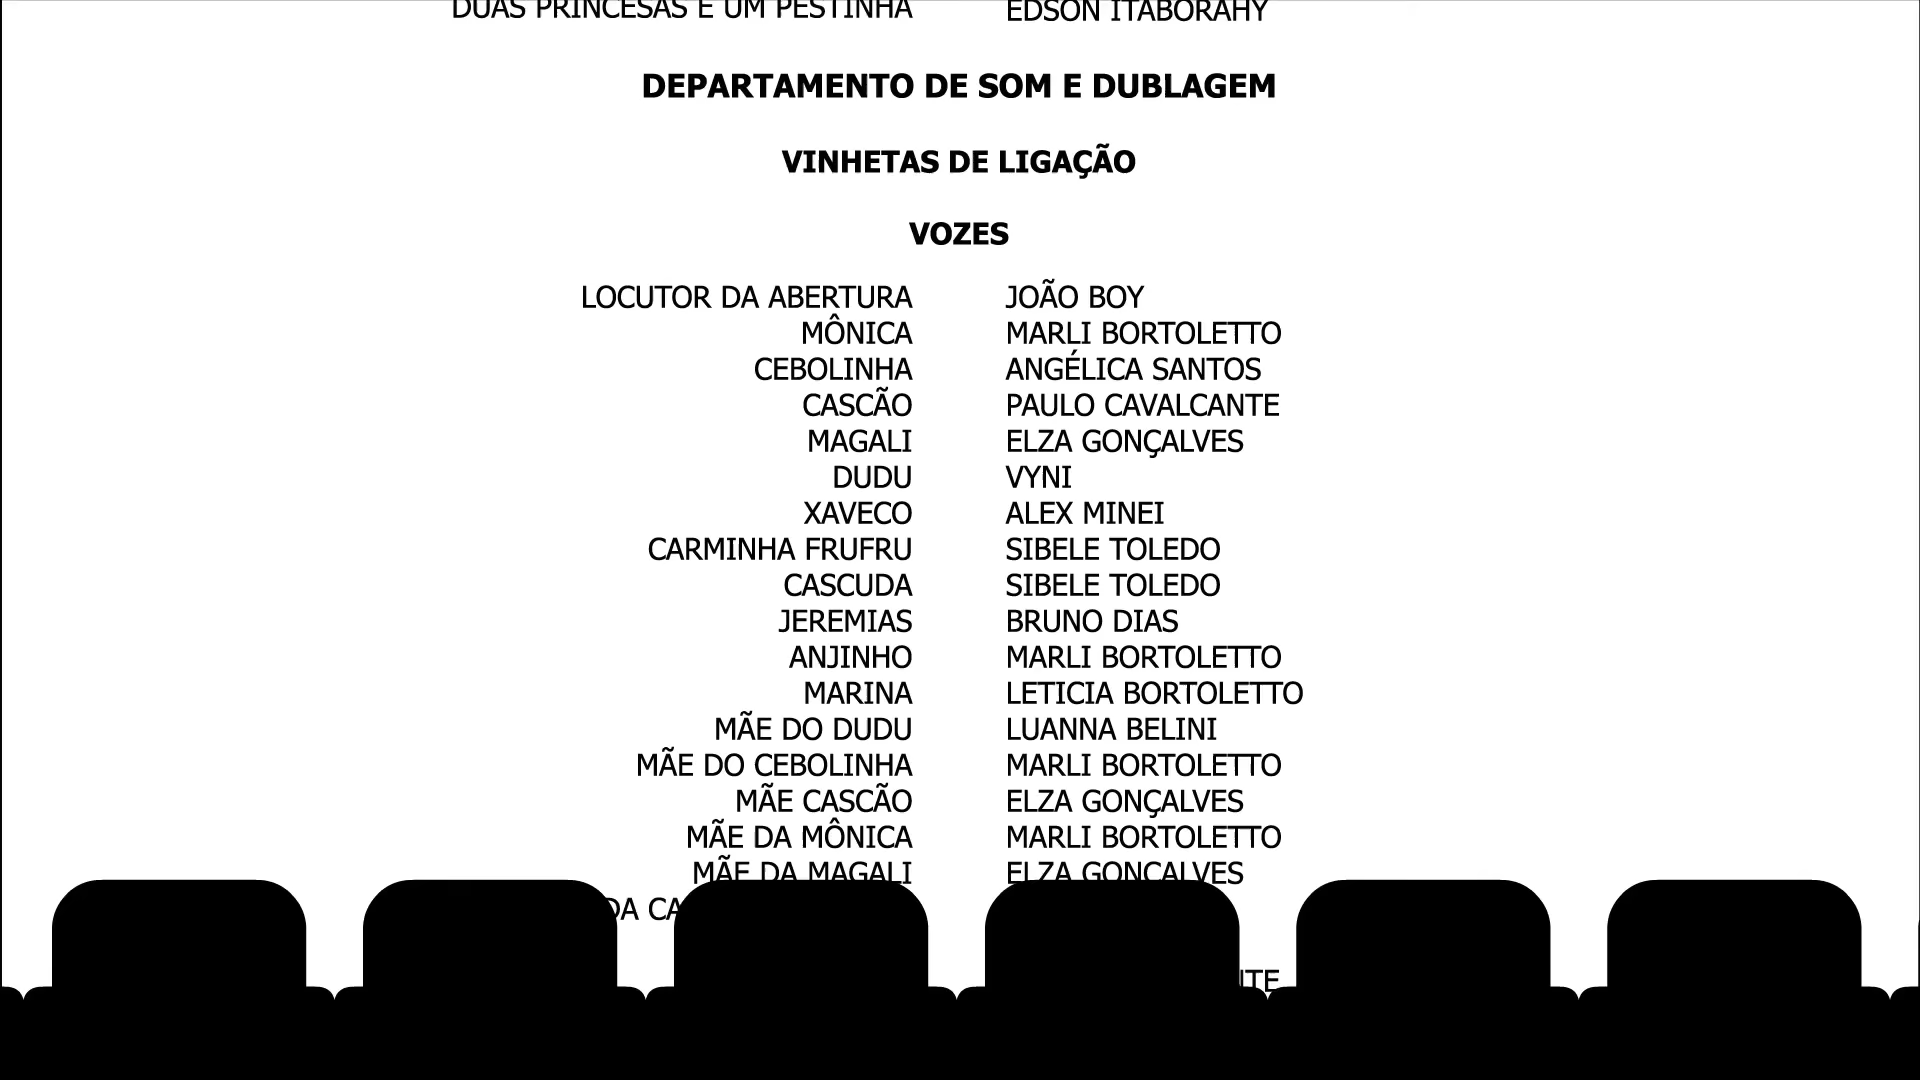 DUAS PRINCESAS E UM PESTINHA EDSON ITABORAHY
DEPARTAMENTO DE SOM E DUBLAGEM
VINHETAS DE LIGAÇÃO
VOZES
LOCUTOR DA ABERTURA JOÃO BOY
MÔNICA MARLI BORTOLETTO
CEBOLINHA ANGÉLICA SANTOS
CASCÃO PAULO CAVALCANTE
MAGALI ELZA GONÇALVES
DUDU VYNI
XAVECO ALEX MINEI
CARMINHA FRUFRU SIBELE TOLEDO
CASCUDA SIBELE TOLEDO
JEREMIAS BRUNO DIAS
ANJINHO MARLI BORTOLETTO
MARINA LETICIA BORTOLETTO
MÃE DO DUDU LUANNA BELINI
MÃE DO CEBOLINHA MARLI BORTOLETTO
MÃE CASCÃO ELZA GONÇALVES
MÃE DA MÔNICA MARLI BORTOLETTO
MÃE DA MAGALI ELZA GONÇALVES
DA